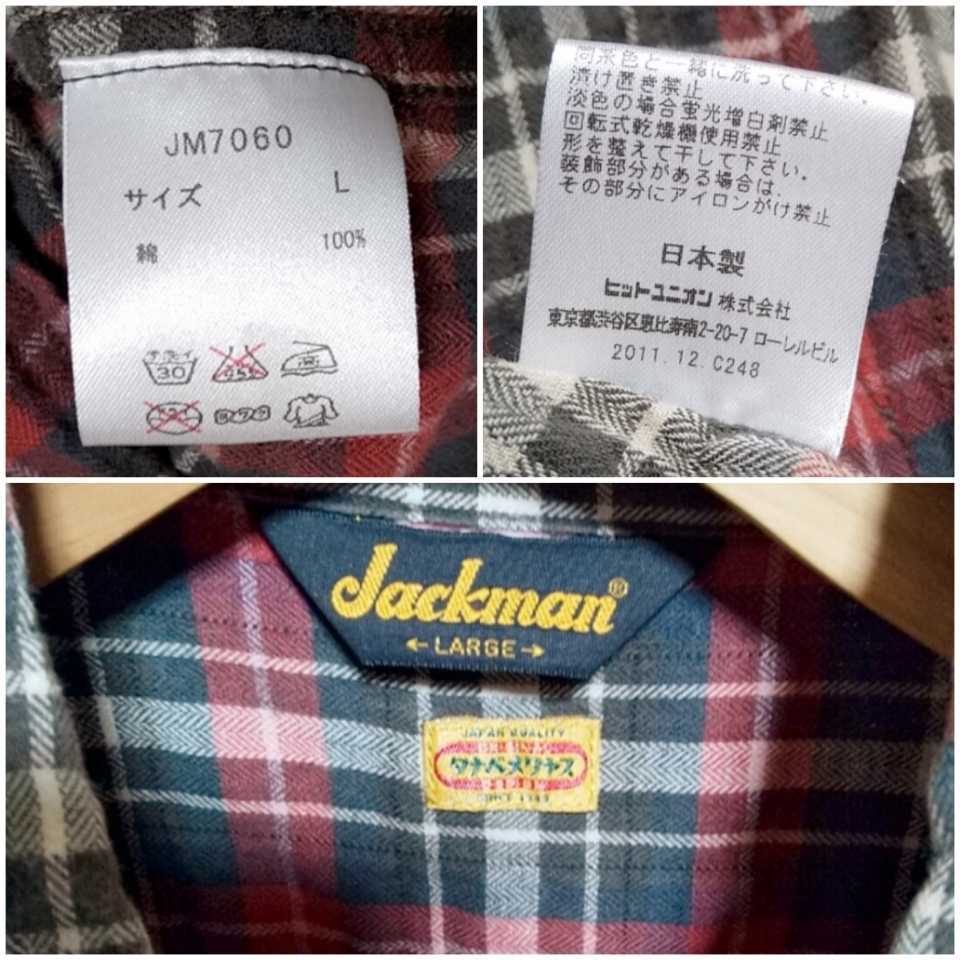 JM7060
サイズ L
綿 100%
30
同系色と一緒に洗って下さい。
漬け置き禁止
淡色の場合蛍光増白剤禁止
回転式乾燥機使用禁止
形を整えて干して下さい。
装飾部分がある場合は、
その部分にアイロンがけ禁止
日本製
ヒットユニオン 株式会社
東京都渋谷区恵比寿南2-20-7 ローレルビル
2011.12.C248
Jackman®
←LARGE→
JAPAN QUALITY
タナベメリヤス